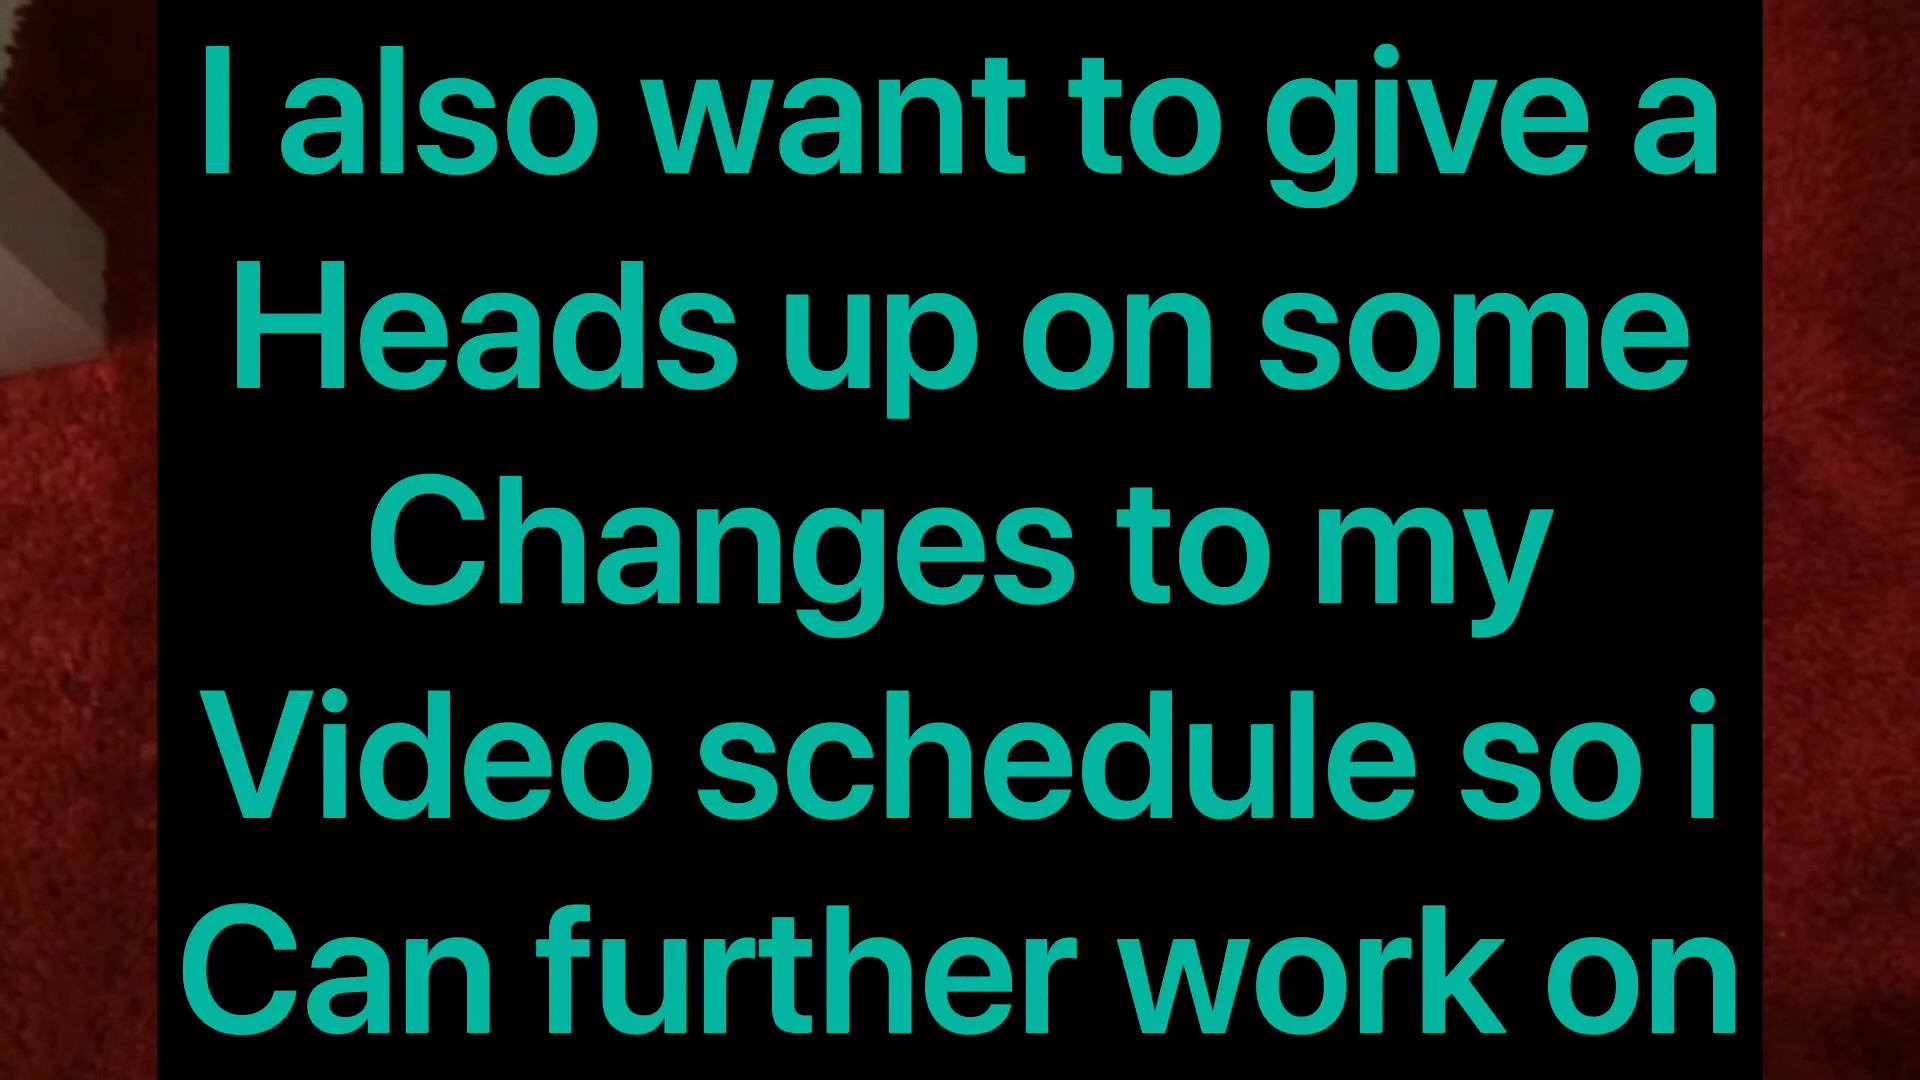 I also want to give a
Heads up on some
Changes to my
Video schedule so i
Can further work on